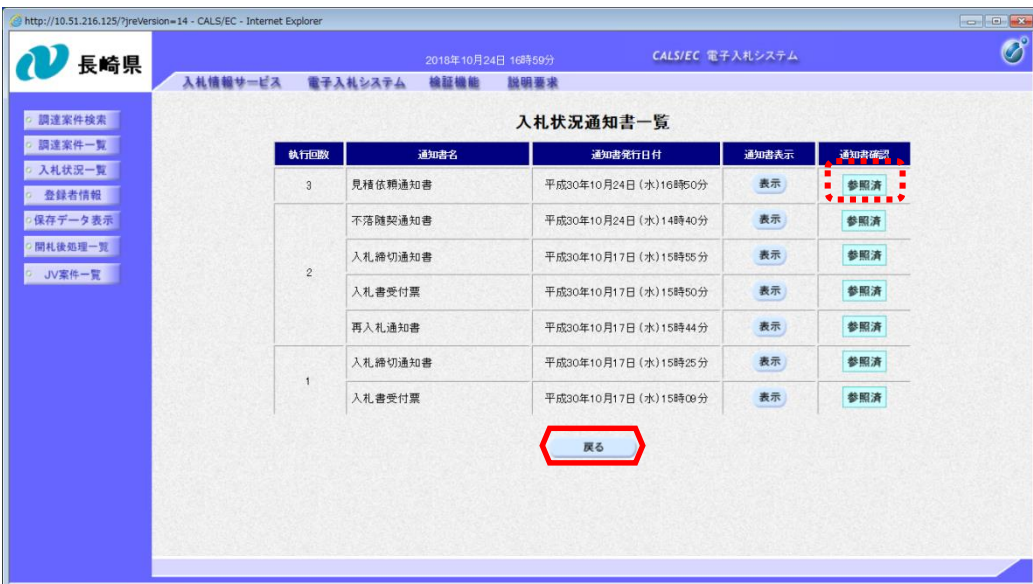 http://10.51.216.125/?jreVersion=14 - CALS/EC - Internet Explorer
長崎県
2018年10月24日 16時59分
CALS/EC 電子入札システム
入札情報サービス 電子入札システム 検証機能 説明要求
調達案件検索
調達案件一覧
入札状況一覧
登録者情報
保存データ表示
開札後処理一覧
JV案件一覧
入札状況通知書一覧
執行回数 通知書名 通知書発行日付 通知書表示 通知書確認
3 見積依頼通知書 平成30年10月24日(水)16時50分 表示 参照済
2 不落随契通知書 平成30年10月24日(水)14時40分 表示 参照済
入札締切通知書 平成30年10月17日(水)15時55分 表示 参照済
入札書受付票 平成30年10月17日(水)15時50分 表示 参照済
再入札通知書 平成30年10月17日(水)15時44分 表示 参照済
1 入札締切通知書 平成30年10月17日(水)15時25分 表示 参照済
入札書受付票 平成30年10月17日(水)15時09分 表示 参照済
戻る